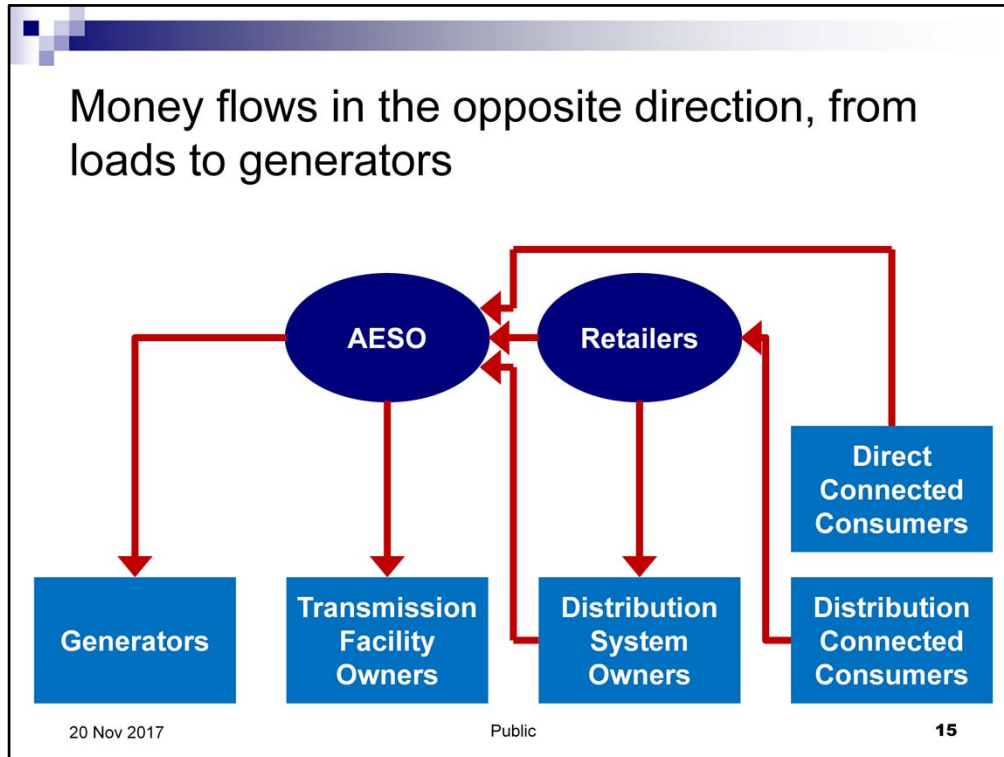 Money flows in the opposite direction, from
loads to generators
AESO
Retailers
Direct
Connected
Consumers
Generators
Transmission
Facility
Owners
Distribution
System
Owners
Distribution
Connected
Consumers
20 Nov 2017
Public
15